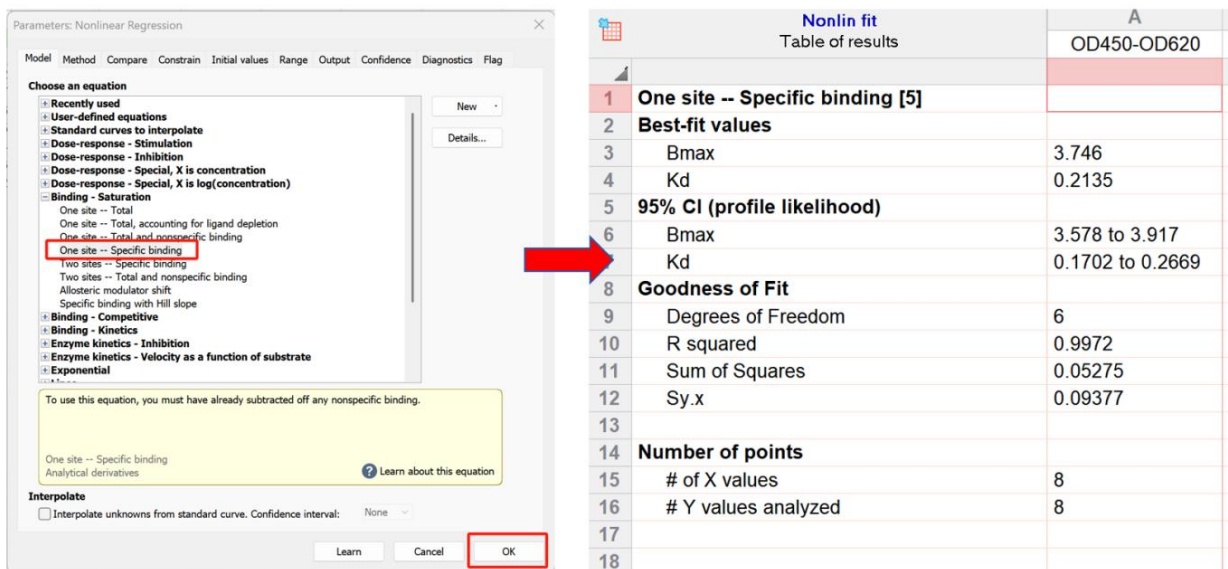 Parameters: Nonlinear Regression
Model Method Compare Constrain Initial values Range Output Confidence Diagnostics Flag
Choose an equation
Recently used
User-defined equations
Standard curves to interpolate
Dose-response - Stimulation
Dose-response - Inhibition
Dose-response - Special, X is concentration
Dose-response - Special, X is log(concentration)
Binding - Saturation
One site -- Total
One site -- Total, accounting for ligand depletion
One site -- Total and nonspecific binding
One site -- Specific binding
Two sites -- Specific binding
Two sites -- Total and nonspecific binding
Allosteric modulator shift
Specific binding with Hill slope
Binding - Competitive
Binding - Kinetics
Enzyme kinetics - Inhibition
Enzyme kinetics - Velocity as a function of substrate
Exponential
New
Details...
To use this equation, you must have already subtracted off any nonspecific binding.
One site -- Specific binding
Analytical derivatives
? Learn about this equation
Interpolate
Interpolate unknowns from standard curve. Confidence interval: None
Learn Cancel OK
Nonlin fit A
Table of results OD450-OD620
1 One site -- Specific binding [5]
2 Best-fit values
3 Bmax 3.746
4 Kd 0.2135
5 95% CI (profile likelihood)
6 Bmax 3.578 to 3.917
Kd 0.1702 to 0.2669
8 Goodness of Fit
9 Degrees of Freedom 6
10 R squared 0.9972
11 Sum of Squares 0.05275
12 Sy.x 0.09377
13
14 Number of points
15 # of X values 8
16 # Y values analyzed 8
17
18